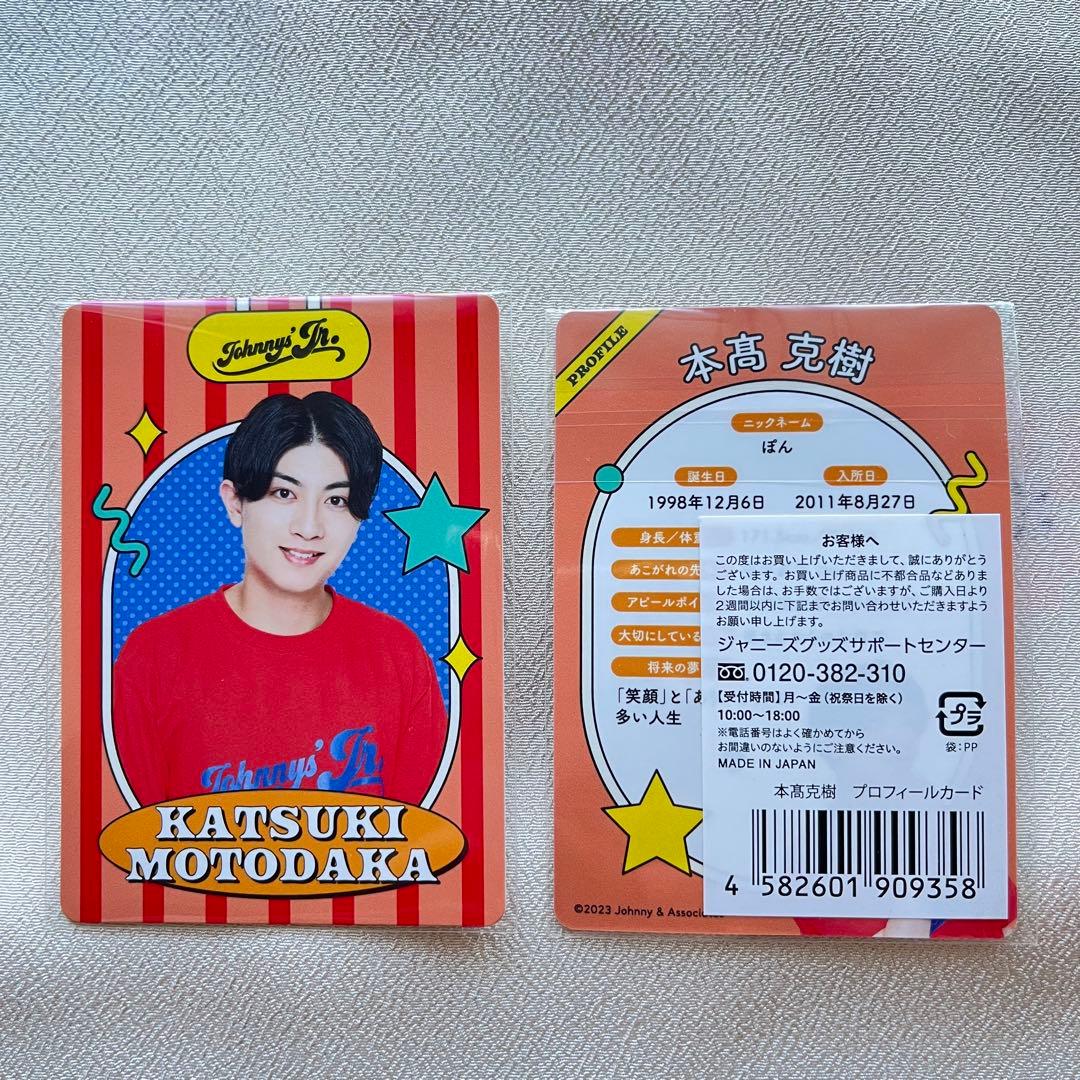 Johnny's Jr.
Johnny's Jr.
KATSUKI
MOTODAKA
PROFILE
本髙 克樹
ニックネーム
ぽん
誕生日
入所日
1998年12月6日
2011年8月27日
身長／体重
あこがれの先
アピールポイ
大切にしている
将来の夢
「笑顔」と「あ
多い人生
©2023 Johnny & Associates
お客様へ
この度はお買い上げいただきまして、誠にありがとう
ございます。お買い上げ商品に不都合品などありま
した場合は、お手数ではございますが、ご購入日より
2週間以内に下記までお問い合わせいただきますよう
お願い申し上げます。
ジャニーズグッズサポートセンター
0120-382-310
【受付時間】月～金（祝祭日を除く）
10:00～18:00
※電話番号はよく確かめてから
お間違いのないようにご注意ください。
MADE IN JAPAN
プラ
袋：PP
本髙克樹 プロフィールカード
4 582601 909358